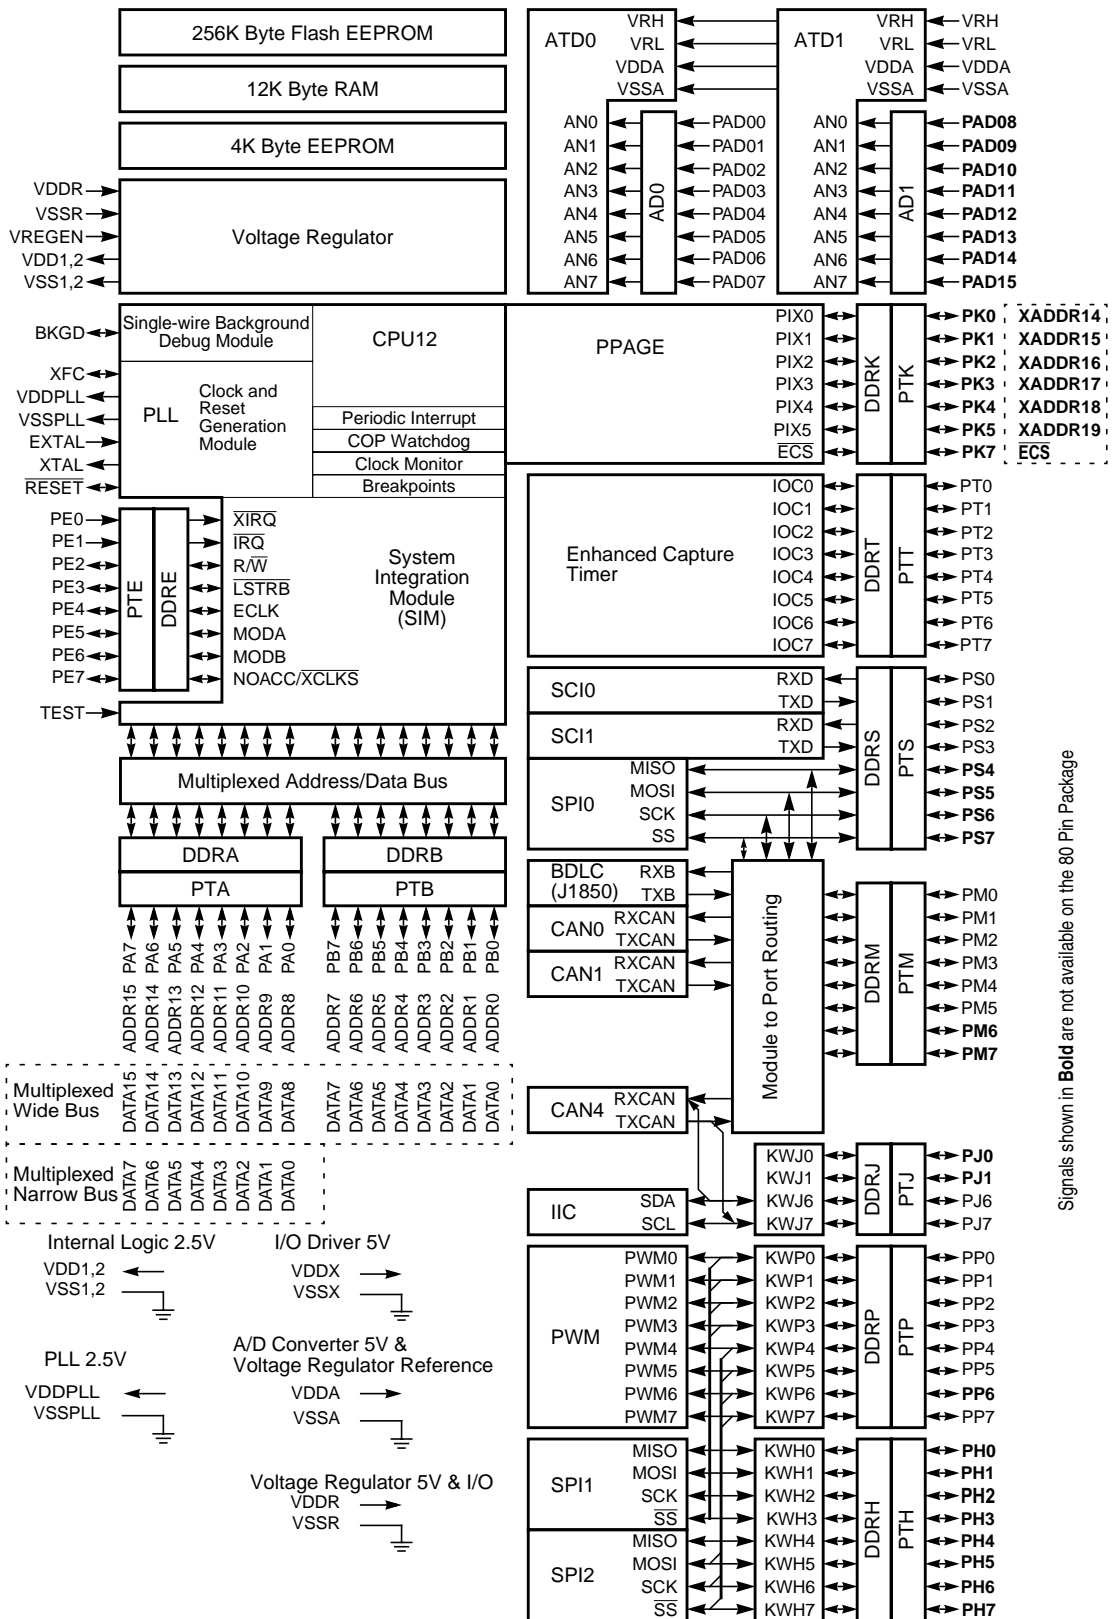 256K Byte Flash EEPROM
12K Byte RAM
4K Byte EEPROM
VDDR
VSSR
VREGEN
VDD1,2
VSS1,2
Voltage Regulator
ATD0
VRH
VRL
VDDA
VSSA
AN0
AN1
AN2
AN3
AN4
AN5
AN6
AN7
AD0
PAD00
PAD01
PAD02
PAD03
PAD04
PAD05
PAD06
PAD07
ATD1
VRH
VRL
VDDA
VSSA
VRH
VRL
VDDA
VSSA
AN0
AN1
AN2
AN3
AN4
AN5
AN6
AN7
AD1
PAD08
PAD09
PAD10
PAD11
PAD12
PAD13
PAD14
PAD15
BKGD
XFC
VDDPLL
VSSPLL
EXTAL
XTAL
RESET
Single-wire Background
Debug Module
CPU12
PLL
Clock and
Reset
Generation
Module
Periodic Interrupt
COP Watchdog
Clock Monitor
Breakpoints
PPAGE
PIX0
PIX1
PIX2
PIX3
PIX4
PIX5
ECS
DDRK
PTK
PK0 XADDR14
PK1 XADDR15
PK2 XADDR16
PK3 XADDR17
PK4 XADDR18
PK5 XADDR19
PK7 ECS
PE0
PE1
PE2
PE3
PE4
PE5
PE6
PE7
TEST
PTE
DDRE
XIRQ
IRQ
R/W
LSTRB
ECLK
MODA
MODB
NOACC/XCLKS
System
Integration
Module
(SIM)
Enhanced Capture
Timer
IOC0
IOC1
IOC2
IOC3
IOC4
IOC5
IOC6
IOC7
DDRT
PTT
PT0
PT1
PT2
PT3
PT4
PT5
PT6
PT7
SCI0
RXD
TXD
SCI1
RXD
TXD
SPI0
MISO
MOSI
SCK
SS
DDRS
PTS
PS0
PS1
PS2
PS3
PS4
PS5
PS6
PS7
Multiplexed Address/Data Bus
DDRA
DDRB
PTA
PTB
PA7 PA6 PA5 PA4 PA3 PA2 PA1 PA0
PB7 PB6 PB5 PB4 PB3 PB2 PB1 PB0
ADDR15 ADDR14 ADDR13 ADDR12 ADDR11 ADDR10 ADDR9 ADDR8
ADDR7 ADDR6 ADDR5 ADDR4 ADDR3 ADDR2 ADDR1 ADDR0
Multiplexed
Wide Bus
DATA15 DATA14 DATA13 DATA12 DATA11 DATA10 DATA9 DATA8
DATA7 DATA6 DATA5 DATA4 DATA3 DATA2 DATA1 DATA0
Multiplexed
Narrow Bus
DATA7 DATA6 DATA5 DATA4 DATA3 DATA2 DATA1 DATA0
BDLC
(J1850)
RXB
TXB
CAN0
RXCAN
TXCAN
CAN1
RXCAN
TXCAN
CAN4
RXCAN
TXCAN
Module to Port Routing
DDRM
PTM
PM0
PM1
PM2
PM3
PM4
PM5
PM6
PM7
IIC
SDA
SCL
KWJ0
KWJ1
KWJ6
KWJ7
DDRJ
PTJ
PJ0
PJ1
PJ6
PJ7
PWM
PWM0
PWM1
PWM2
PWM3
PWM4
PWM5
PWM6
PWM7
KWP0
KWP1
KWP2
KWP3
KWP4
KWP5
KWP6
KWP7
DDRP
PTP
PP0
PP1
PP2
PP3
PP4
PP5
PP6
PP7
SPI1
MISO
MOSI
SCK
SS
SPI2
MISO
MOSI
SCK
SS
KWH0
KWH1
KWH2
KWH3
KWH4
KWH5
KWH6
KWH7
DDRH
PTH
PH0
PH1
PH2
PH3
PH4
PH5
PH6
PH7
Internal Logic 2.5V
VDD1,2
VSS1,2
I/O Driver 5V
VDDX
VSSX
PLL 2.5V
VDDPLL
VSSPLL
A/D Converter 5V &
Voltage Regulator Reference
VDDA
VSSA
Voltage Regulator 5V & I/O
VDDR
VSSR
Signals shown in Bold are not available on the 80 Pin Package